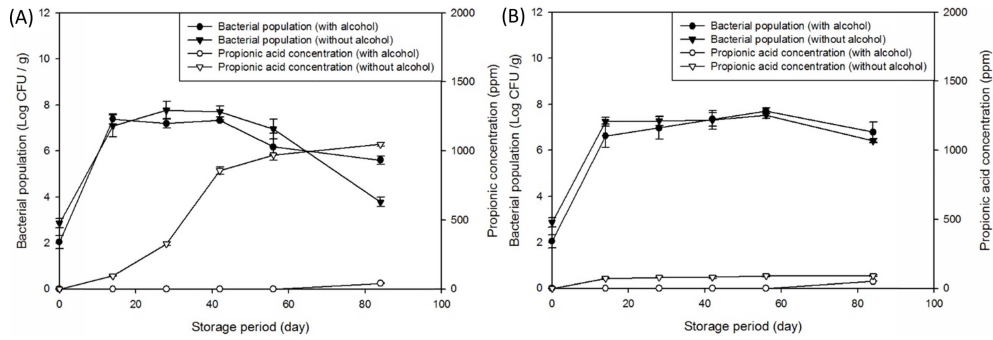 (A)
12
10
8
6
4
2
0
Bacterial population (Log CFU / g)
2000
1500
1000
500
0
Propionic concentration (ppm)
Bacterial population (with alcohol)
Bacterial population (without alcohol)
Propionic acid concentration (with alcohol)
Propionic acid concentration (without alcohol)
0 20 40 60 80 100
Storage period (day)
(B)
12
10
8
6
4
2
0
Bacterial population (Log CFU / g)
2000
1500
1000
500
0
Propionic acid concentration (ppm)
Bacterial population (with alcohol)
Bacterial population (without alcohol)
Propionic acid concentration (with alcohol)
Propionic acid concentration (without alcohol)
0 20 40 60 80 100
Storage period (day)